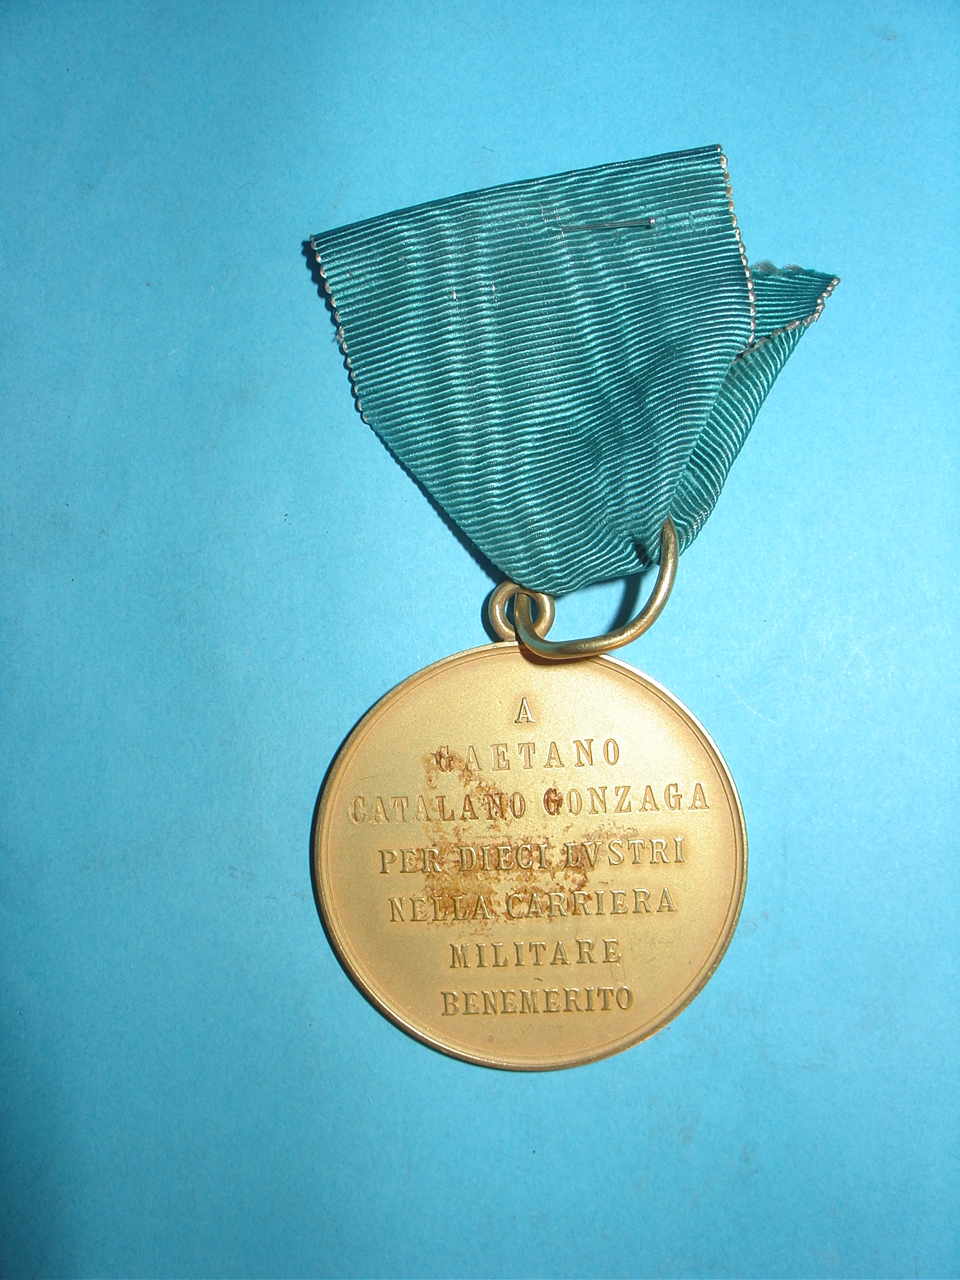 A
GAETANO
CATALANO GONZAGA
PER DIECI LVSTRI
NELLA CARRIERA
MILITARE
BENEMERITO